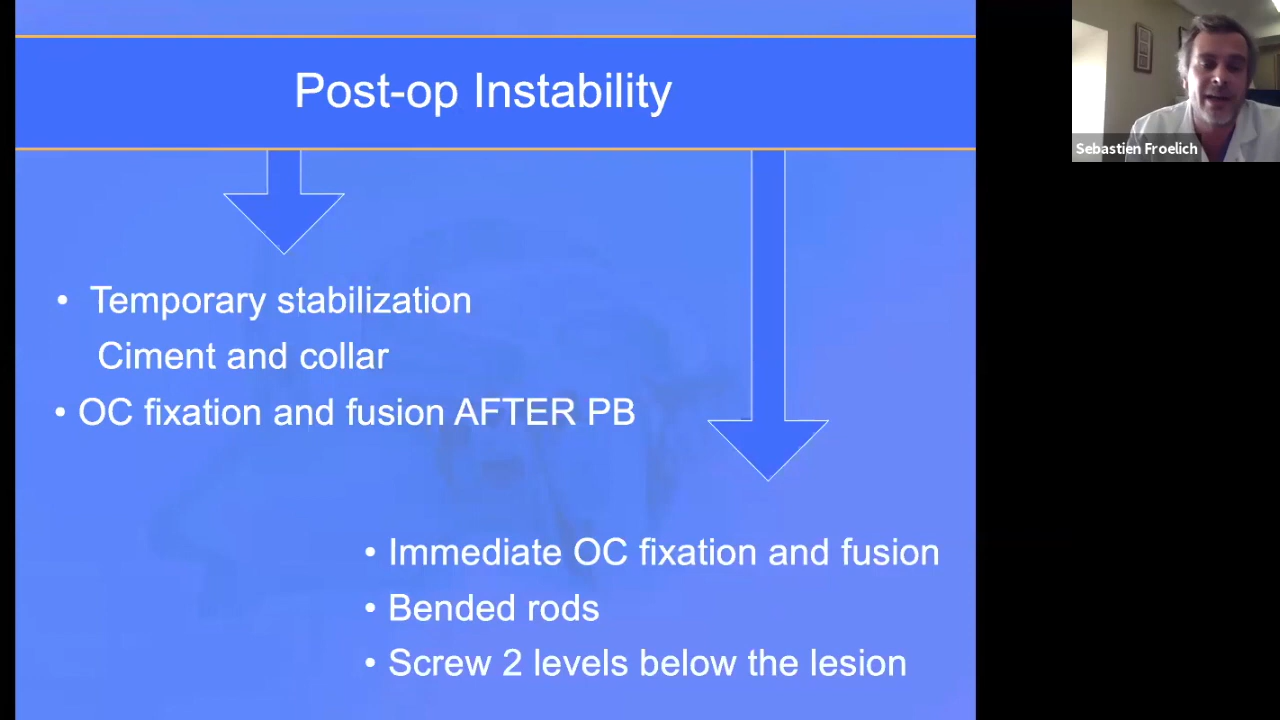 Post-op Instability
Sebastien Froelich
• Temporary stabilization
Ciment and collar
• OC fixation and fusion AFTER PB
• Immediate OC fixation and fusion
• Bended rods
• Screw 2 levels below the lesion